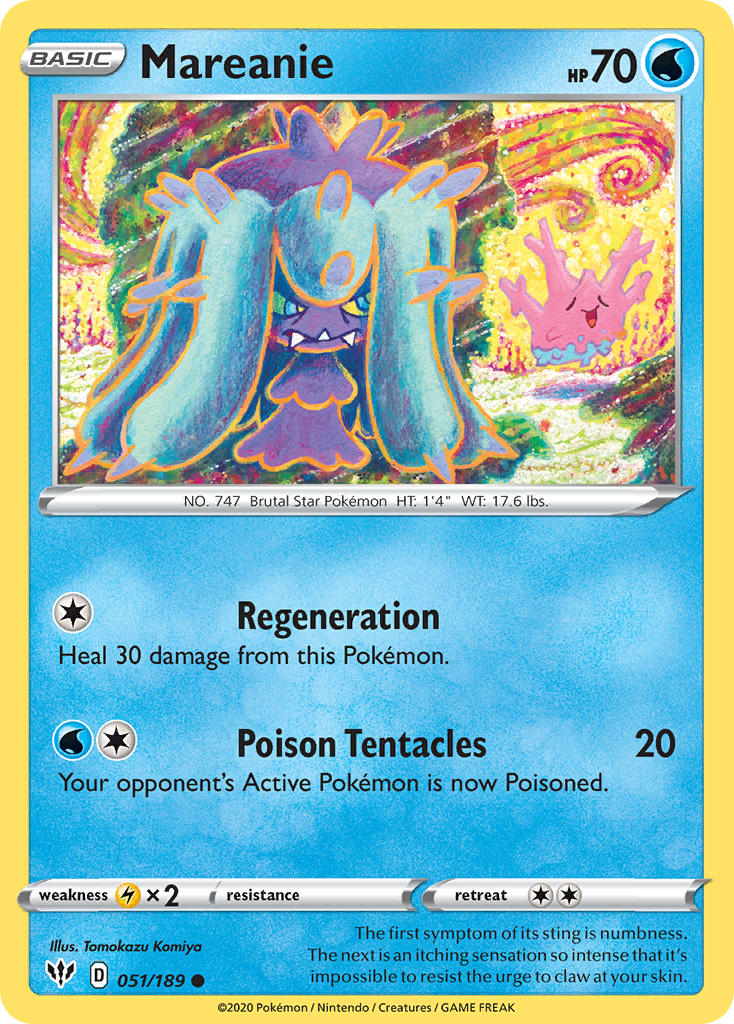 BASIC Mareanie HP 70
NO. 747 Brutal Star Pokémon HT: 1'4" WT: 17.6 lbs.
Regeneration
Heal 30 damage from this Pokémon.
Poison Tentacles 20
Your opponent's Active Pokémon is now Poisoned.
weakness ×2 resistance retreat
Illus. Tomokazu Komiya
D 051/189
The first symptom of its sting is numbness.
The next is an itching sensation so intense that it's
impossible to resist the urge to claw at your skin.
©2020 Pokémon / Nintendo / Creatures / GAME FREAK